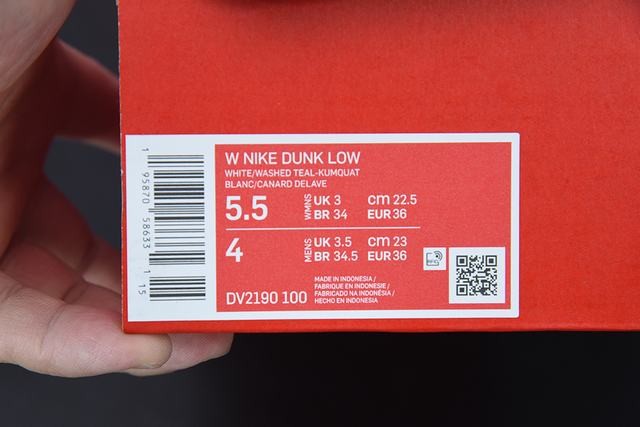 W NIKE DUNK LOW
WHITE/WASHED TEAL-KUMQUAT
BLANC/CANARD DELAVE
5.5 WMNS UK 3 cm 22.5
BR 34 EUR 36
4 MENS UK 3.5 cm 23
BR 34.5 EUR 36
DV2190 100
MADE IN INDONESIA /
FABRIQUE EN INDONESIE /
FABRICADO NA INDONÉSIA /
HECHO EN INDONESIA
1 95870 58633 1 15